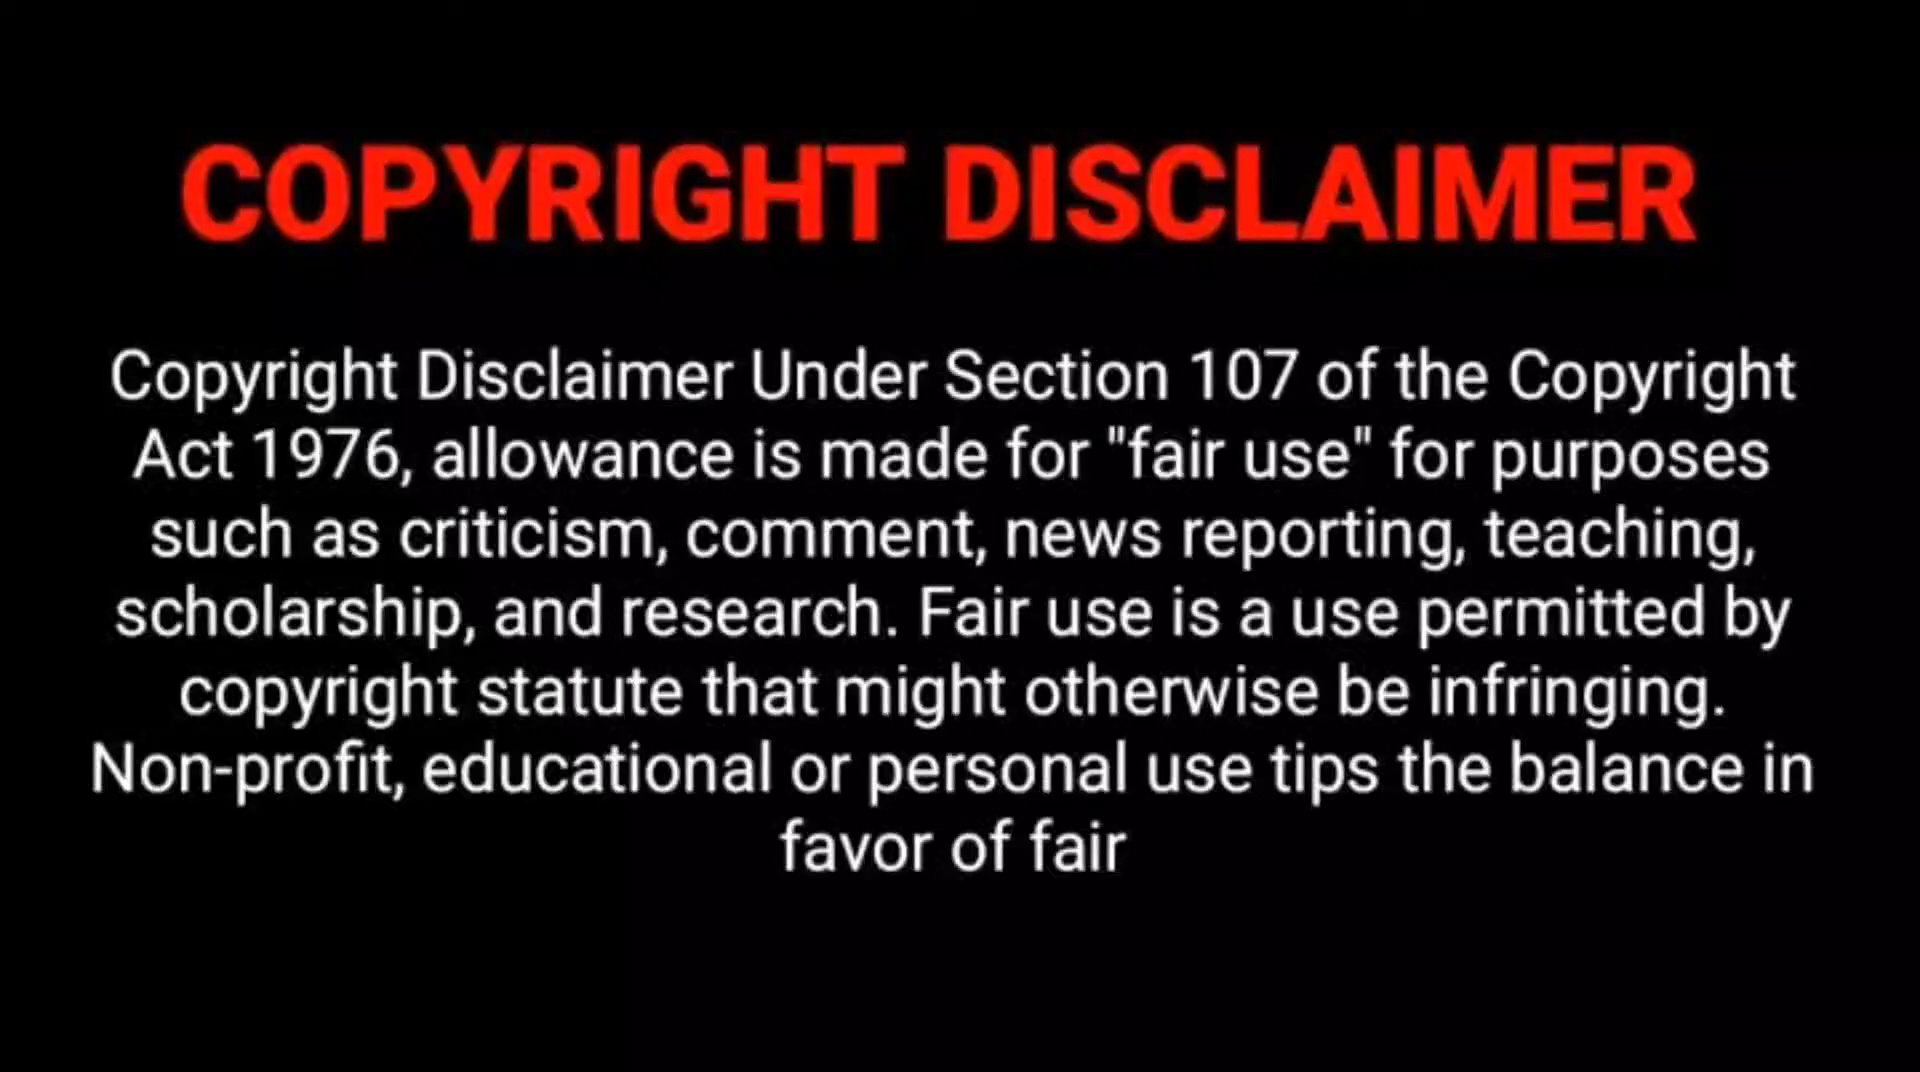 COPYRIGHT DISCLAIMER
Copyright Disclaimer Under Section 107 of the Copyright
Act 1976, allowance is made for "fair use" for purposes
such as criticism, comment, news reporting, teaching,
scholarship, and research. Fair use is a use permitted by
copyright statute that might otherwise be infringing.
Non-profit, educational or personal use tips the balance in
favor of fair